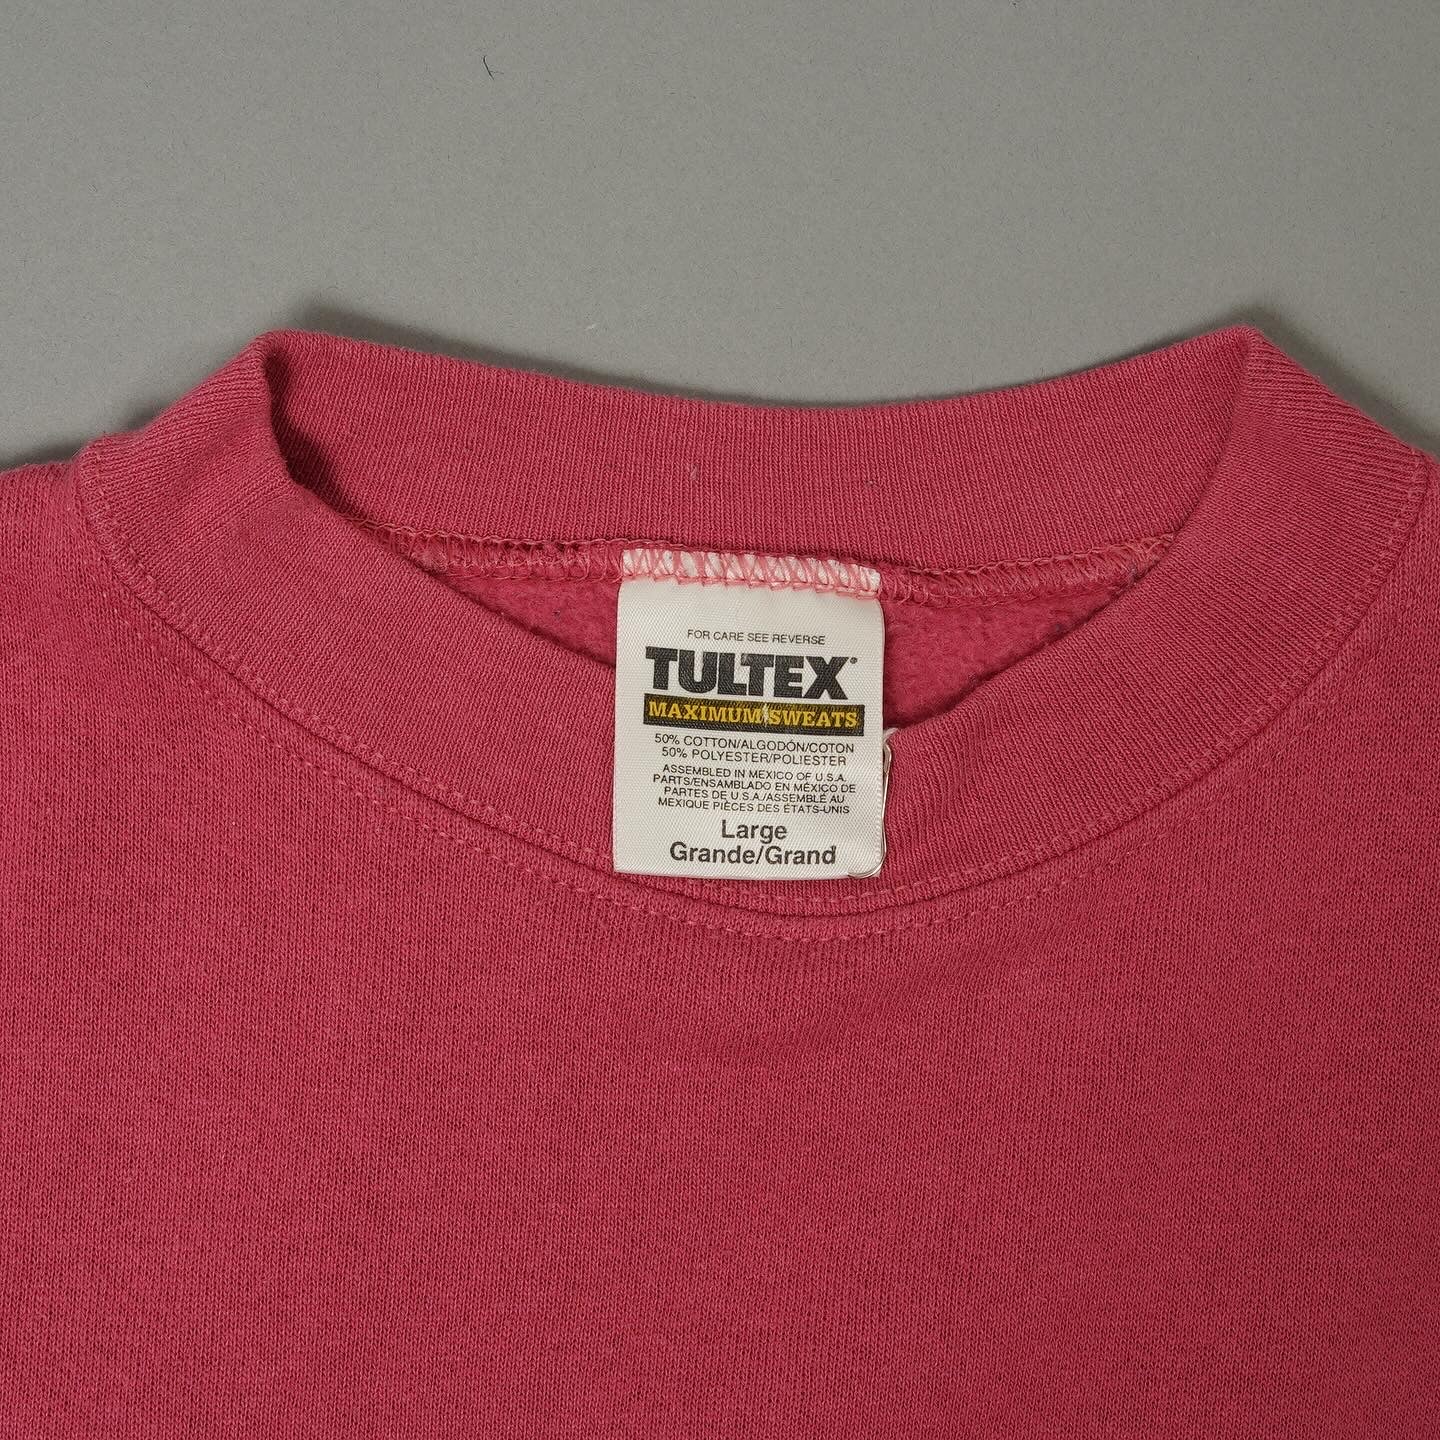 FOR CARE SEE REVERSE
TULTEX®
MAXIMUM SWEATS
50% COTTON/ALGODÓN/COTON
50% POLYESTER/POLIESTER
ASSEMBLED IN MEXICO OF U.S.A.
PARTS/ENSAMBLADO EN MÉXICO DE
PARTES DE U.S.A./ASSEMBLÉ AU
MEXIQUE PIÈCES DES ÉTATS-UNIS
Large
Grande/Grand